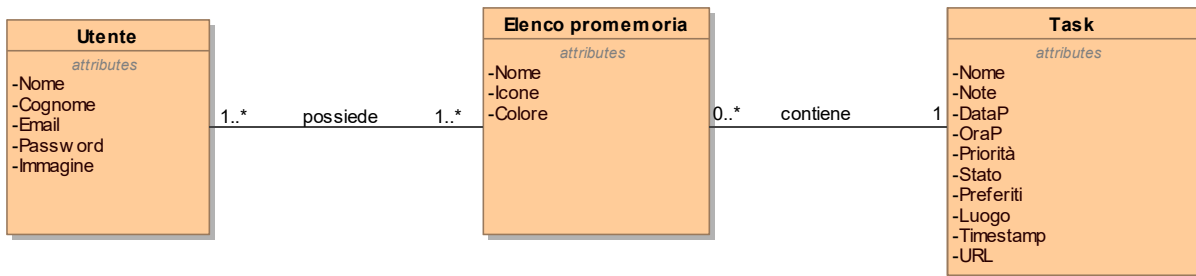 Utente
attributes
-Nome
-Cognome
-Email
-Password
-Immagine
1..*
possiede
1..*
Elenco promemoria
attributes
-Nome
-Icone
-Colore
0..*
contiene
1
Task
attributes
-Nome
-Note
-DataP
-OraP
-Priorità
-Stato
-Preferiti
-Luogo
-Timestamp
-URL